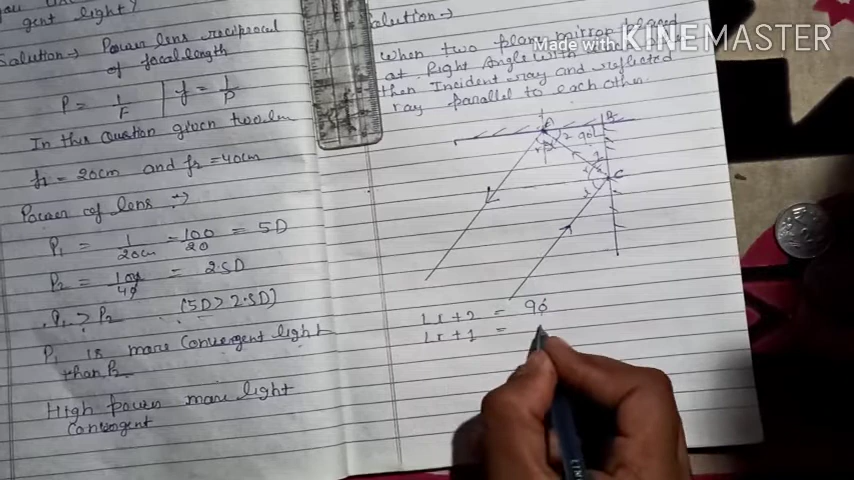 gent light?
Solution → Power lens reciprocal
of focal length
P = 1/F | f = 1/P
In this Question given two lens
f1 = 20cm and f2 = 40cm
Power of lens :→
P1 = 1/20cm = 100/20 = 5D
P2 = 100/40 = 2.5D
P1 > P2 (5D > 2.5D)
P1 is more convergent light
than P2
High power more light
convergent
Solution →
When two plane mirror placed
at Right Angle with
then Incident ray and reflected
ray parallel to each other.
A
B
2 90
C
∠r + 2 = 90°
∠r + 1 =
Made with KINEMASTER